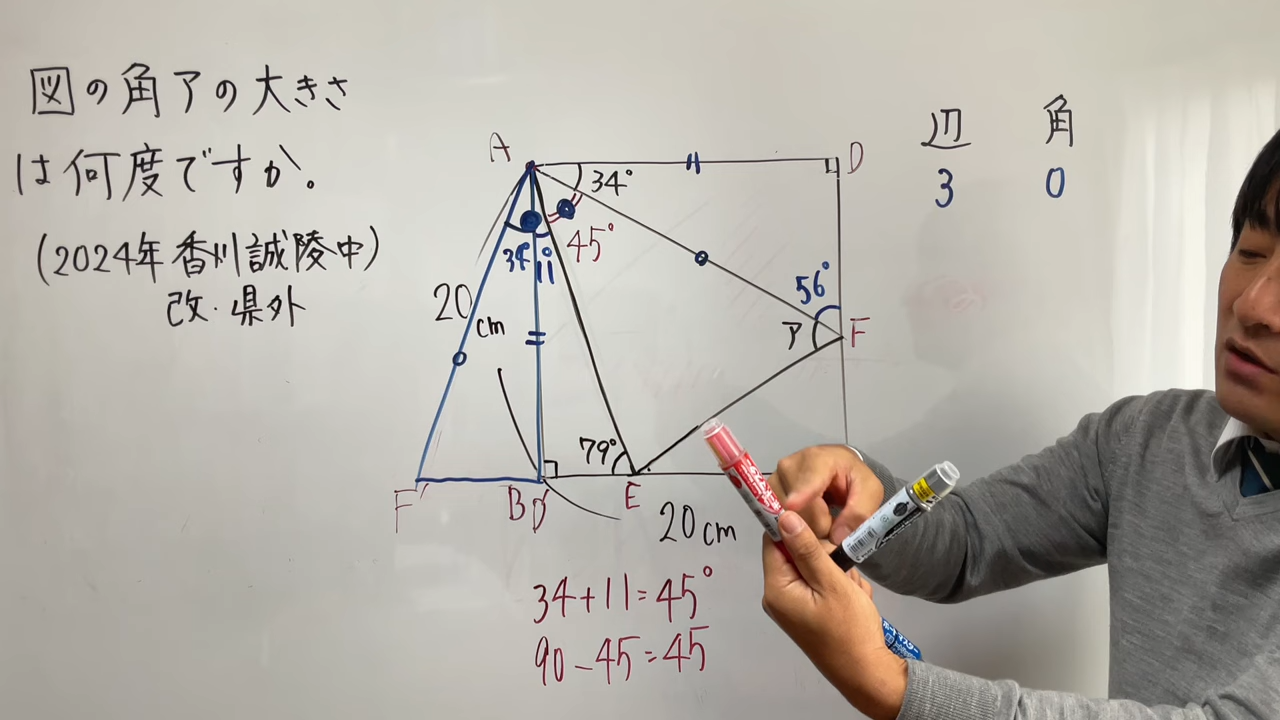 図の角アの大きさ
は何度ですか。
(2024年香川誠陵中)
改・県外
辺 角
3 0
A
D
34°
45°
34°
11°
20
cm
56°
ア
F
79°
F'
B D'
E
20cm
34+11=45°
90-45=45